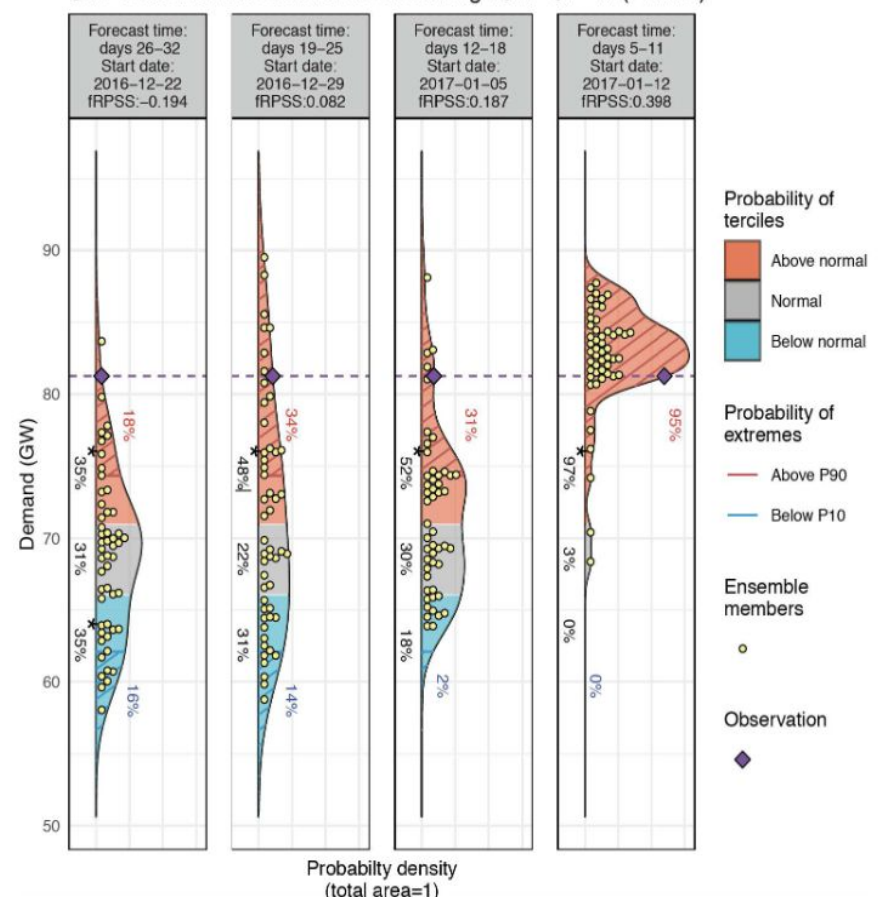 Forecast time:
days 26–32
Start date:
2016–12–22
fRPSS:−0.194
Forecast time:
days 19–25
Start date:
2016–12–29
fRPSS:0.082
Forecast time:
days 12–18
Start date:
2017–01–05
fRPSS:0.187
Forecast time:
days 5–11
Start date:
2017–01–12
fRPSS:0.398
Demand (GW)
90
80
70
60
50
18%
35%
31%
35%
16%
34%
48%
22%
31%
14%
31%
52%
30%
18%
2%
95%
97%
3%
0%
0%
*
*
*
*
*
Probabilty density
(total area=1)
Probability of
terciles
Above normal
Normal
Below normal
Probability of
extremes
Above P90
Below P10
Ensemble
members
Observation